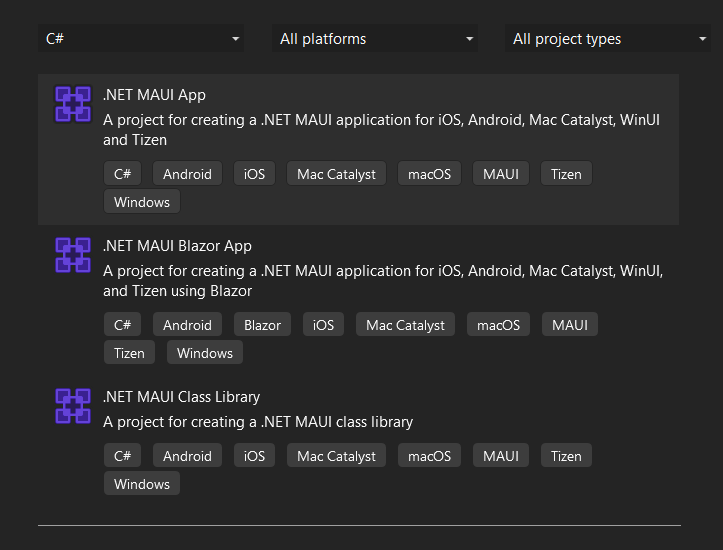 C# All platforms All project types
.NET MAUI App
A project for creating a .NET MAUI application for iOS, Android, Mac Catalyst, WinUI
and Tizen
C# Android iOS Mac Catalyst macOS MAUI Tizen
Windows
.NET MAUI Blazor App
A project for creating a .NET MAUI application for iOS, Android, Mac Catalyst, WinUI,
and Tizen using Blazor
C# Android Blazor iOS Mac Catalyst macOS MAUI
Tizen Windows
.NET MAUI Class Library
A project for creating a .NET MAUI class library
C# Android iOS Mac Catalyst macOS MAUI Tizen
Windows